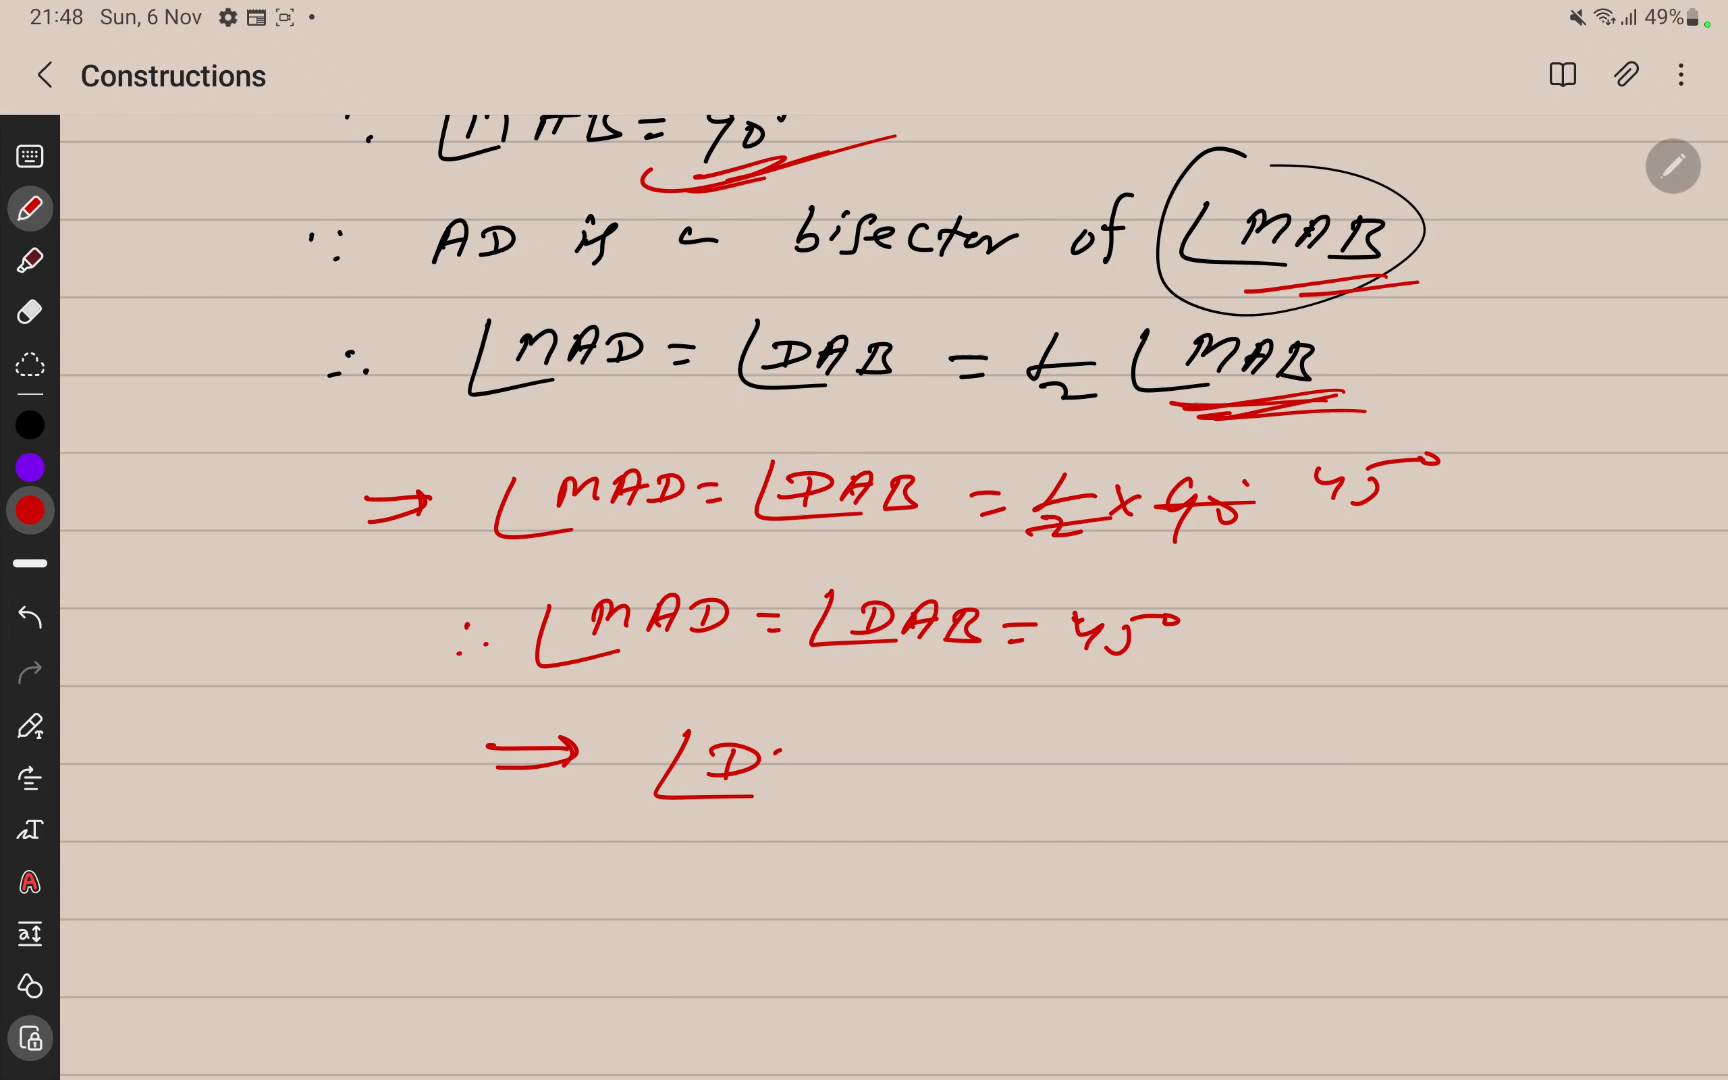 21:48 Sun, 6 Nov 49%
Constructions
∴ ∠MAB = 90°
∵ AD is a bisector of ∠MAB
∴ ∠MAD = ∠DAB = 1/2 ∠MAB
⇒ ∠MAD = ∠DAB = 1/2 × 90° 45°
∴ ∠MAD = ∠DAB = 45°
⇒ ∠D